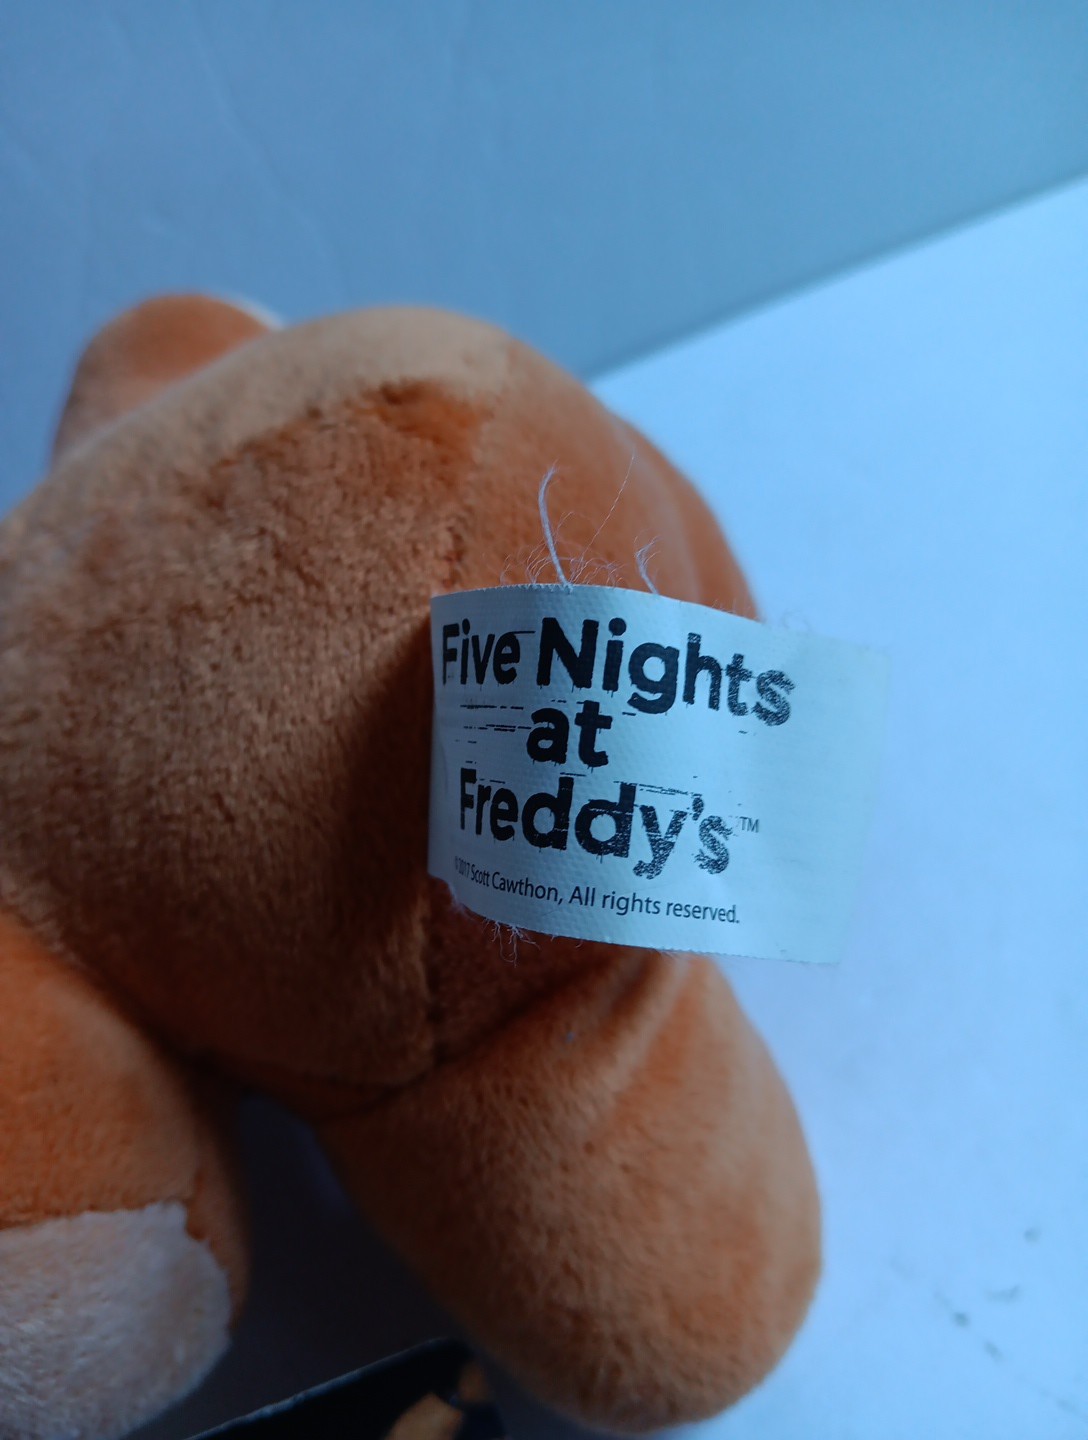 Five Nights
at
Freddy's™
© 2017 Scott Cawthon, All rights reserved.